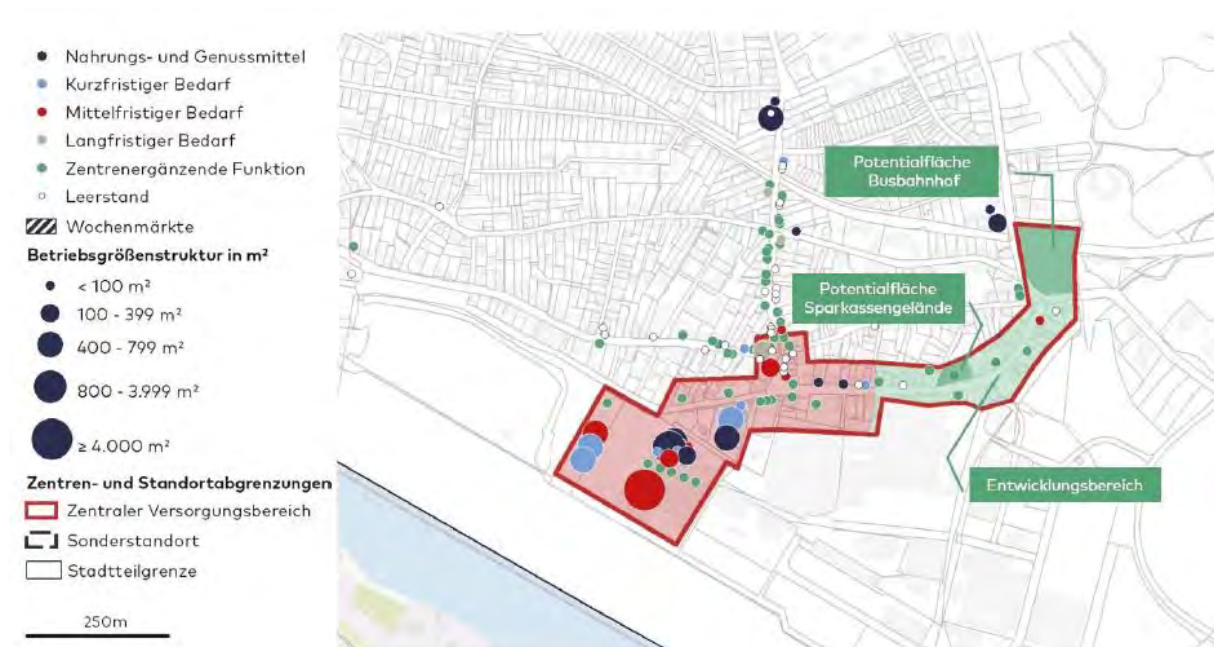 Nahrungs- und Genussmittel
Kurzfristiger Bedarf
Mittelfristiger Bedarf
Langfristiger Bedarf
Zentrenergänzende Funktion
Leerstand
Wochenmärkte
Betriebsgrößenstruktur in m²
< 100 m²
100 - 399 m²
400 - 799 m²
800 - 3.999 m²
≥ 4.000 m²
Zentren- und Standortabgrenzungen
Zentraler Versorgungsbereich
Sonderstandort
Stadtteilgrenze
250m
Potentialfläche
Busbahnhof
Potentialfläche
Sparkassengelände
Entwicklungsbereich